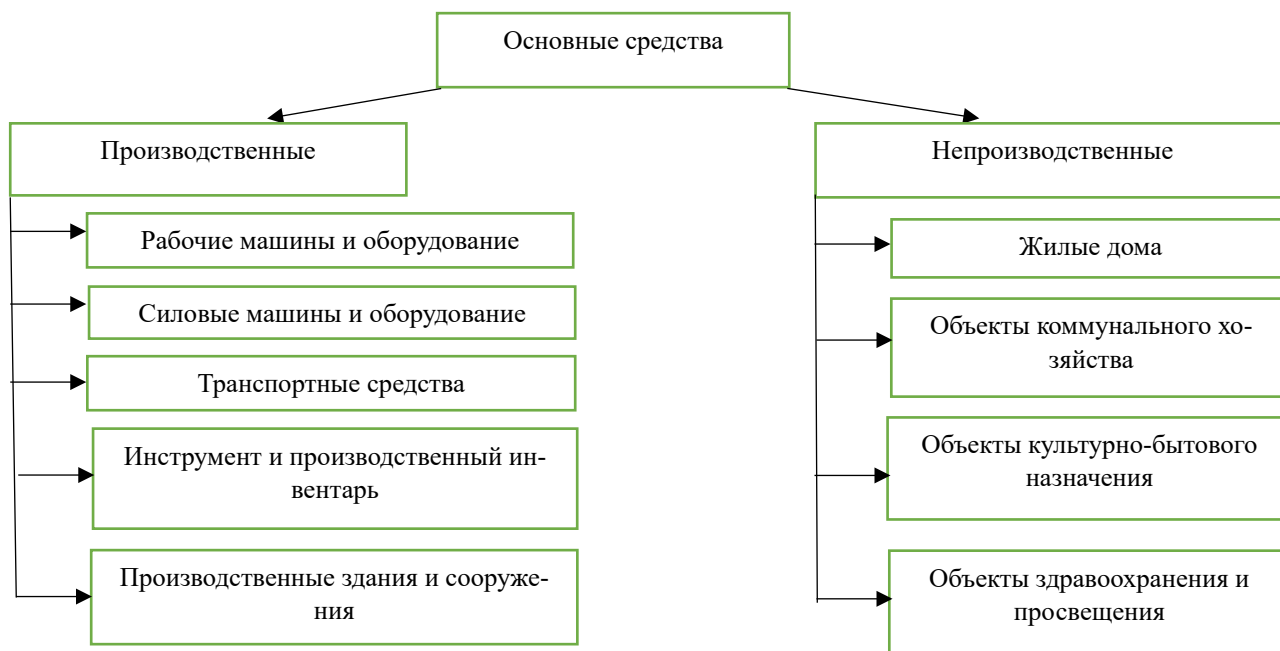 Основные средства
Производственные
Рабочие машины и оборудование
Силовые машины и оборудование
Транспортные средства
Инструмент и производственный ин-
вентарь
Производственные здания и сооруже-
ния
Непроизводственные
Жилые дома
Объекты коммунального хо-
зяйства
Объекты культурно-бытового
назначения
Объекты здравоохранения и
просвещения